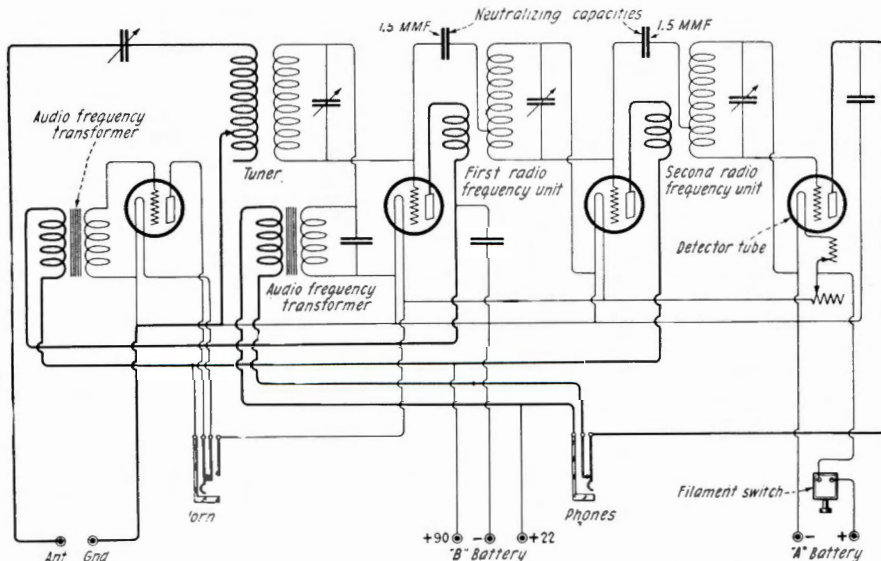 Neutralizing capacities
1.5 MMF
1.5 MMF
Audio frequency
transformer
Tuner
First radio
frequency unit
Second radio
frequency unit
Detector tube
Audio frequency
transformer
Filament switch
orn
Phones
Ant
Gnd
+90
-
+22
"B" Battery
-
+
"A" Battery